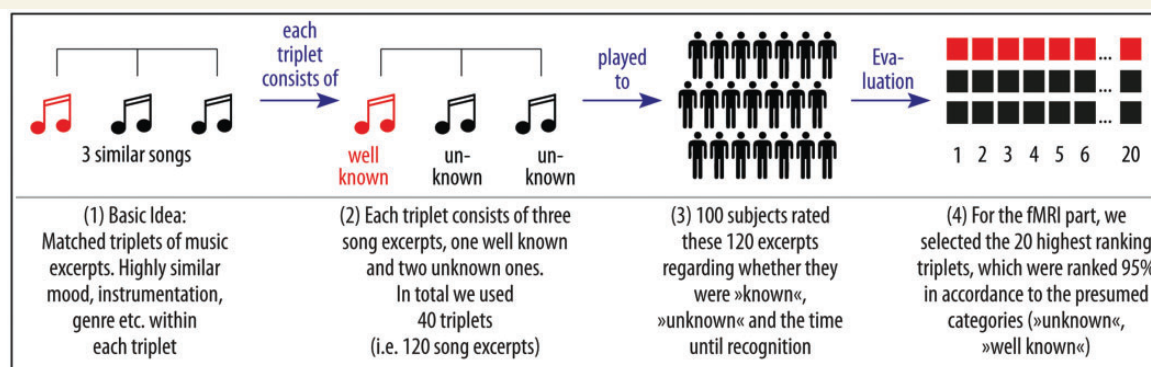 each
triplet
consists of
played
to
Eva-
luation
3 similar songs
well
known
un-
known
un-
known
...
...
...
1 2 3 4 5 6 20
(1) Basic Idea:
Matched triplets of music
excerpts. Highly similar
mood, instrumentation,
genre etc. within
each triplet
(2) Each triplet consists of three
song excerpts, one well known
and two unknown ones.
In total we used
40 triplets
(i.e. 120 song excerpts)
(3) 100 subjects rated
these 120 excerpts
regarding whether they
were »known«,
»unknown« and the time
until recognition
(4) For the fMRI part, we
selected the 20 highest ranking
triplets, which were ranked 95%
in accordance to the presumed
categories (»unknown«,
»well known«)